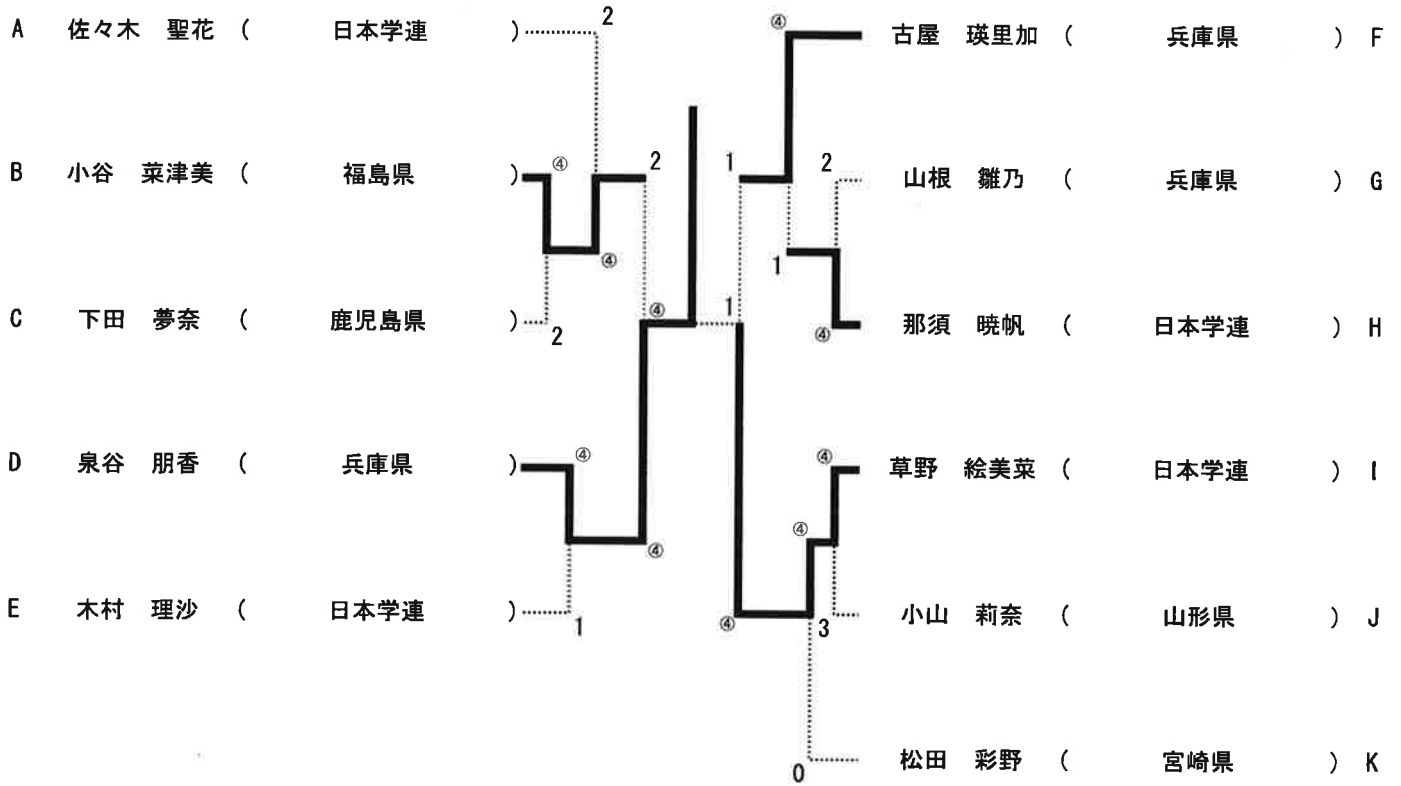 A 佐々木 聖花 ( 日本学連 ) 2
④ 古屋 瑛里加 ( 兵庫県 ) F
B 小谷 菜津美 ( 福島県 ) ④ 2
1 2 山根 雛乃 ( 兵庫県 ) G
④ 1
C 下田 夢奈 ( 鹿児島県 ) 2 ④
1 ④ 那須 暁帆 ( 日本学連 ) H
D 泉谷 朋香 ( 兵庫県 ) ④
④ 草野 絵美菜 ( 日本学連 ) I
④ ④
E 木村 理沙 ( 日本学連 ) 1
④ 3 小山 莉奈 ( 山形県 ) J
0 松田 彩野 ( 宮崎県 ) K